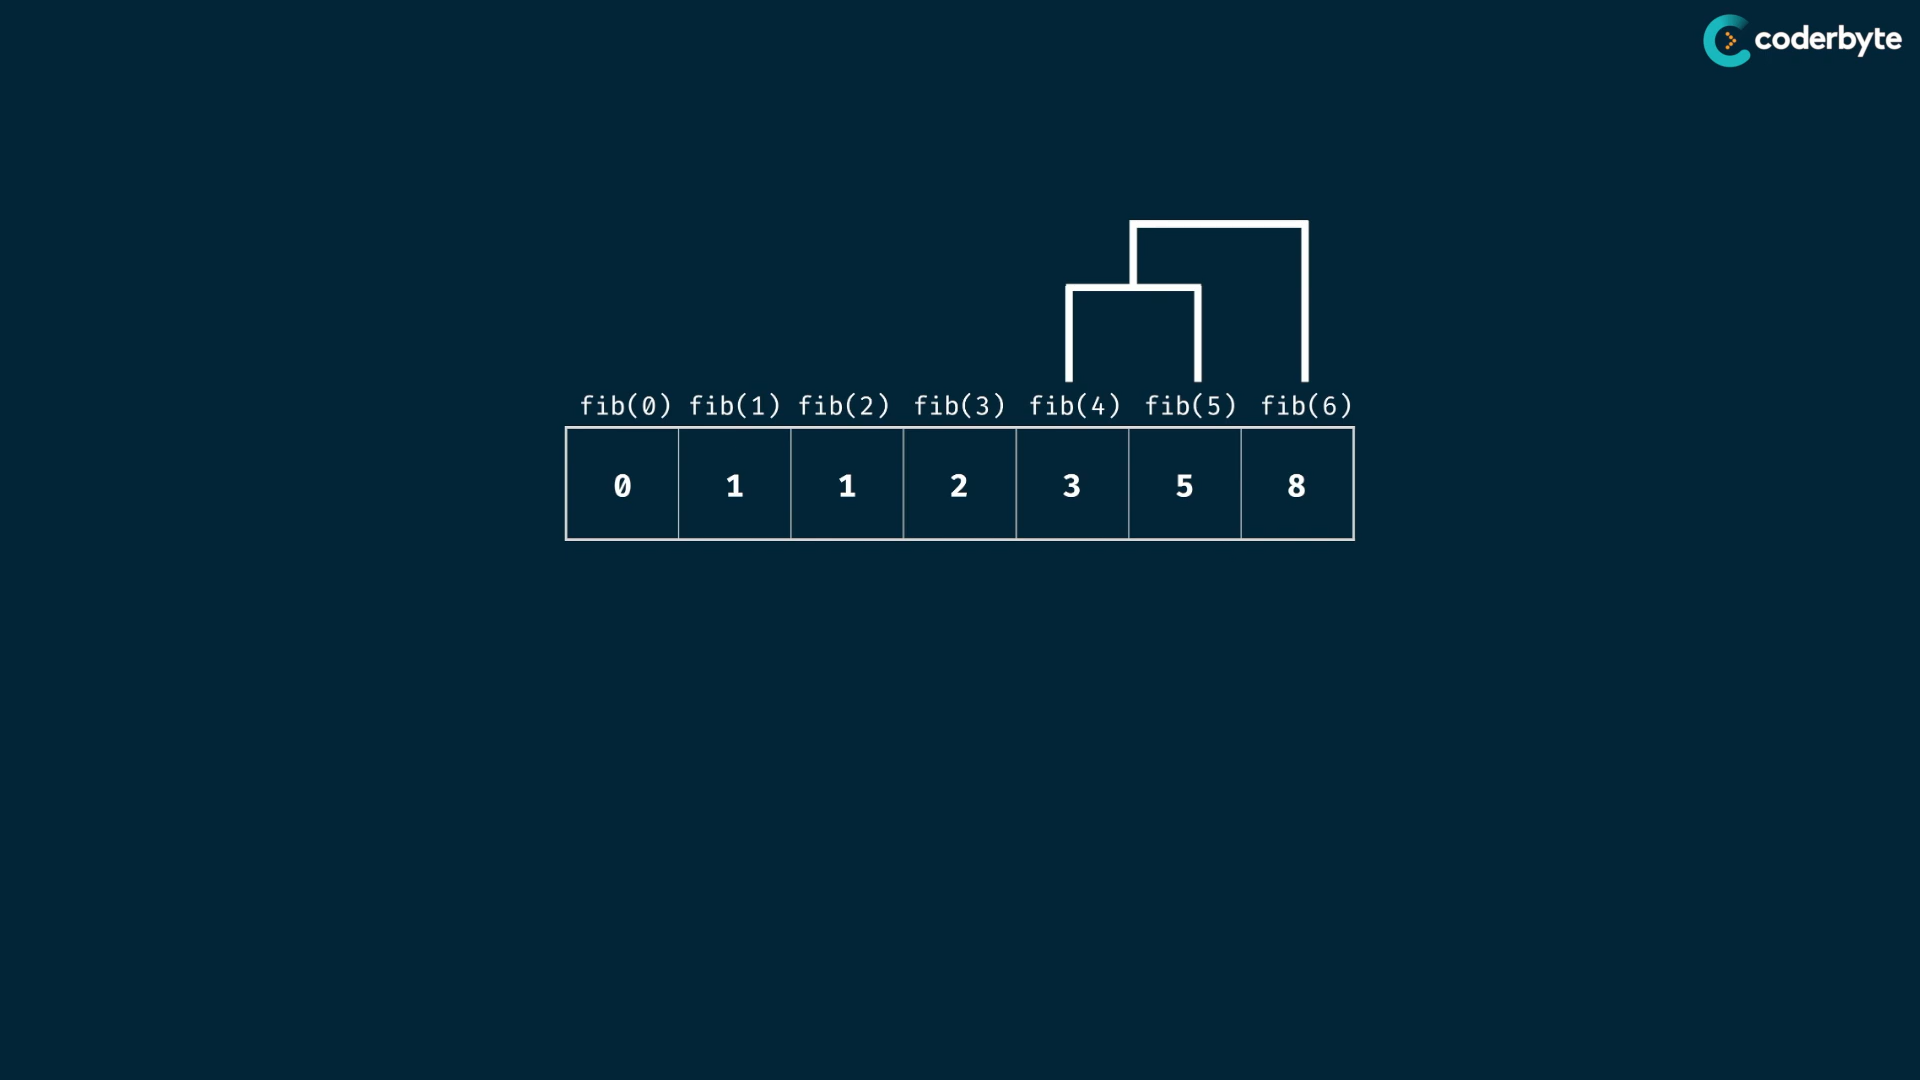 coderbyte
fib(0) fib(1) fib(2) fib(3) fib(4) fib(5) fib(6)
0 1 1 2 3 5 8